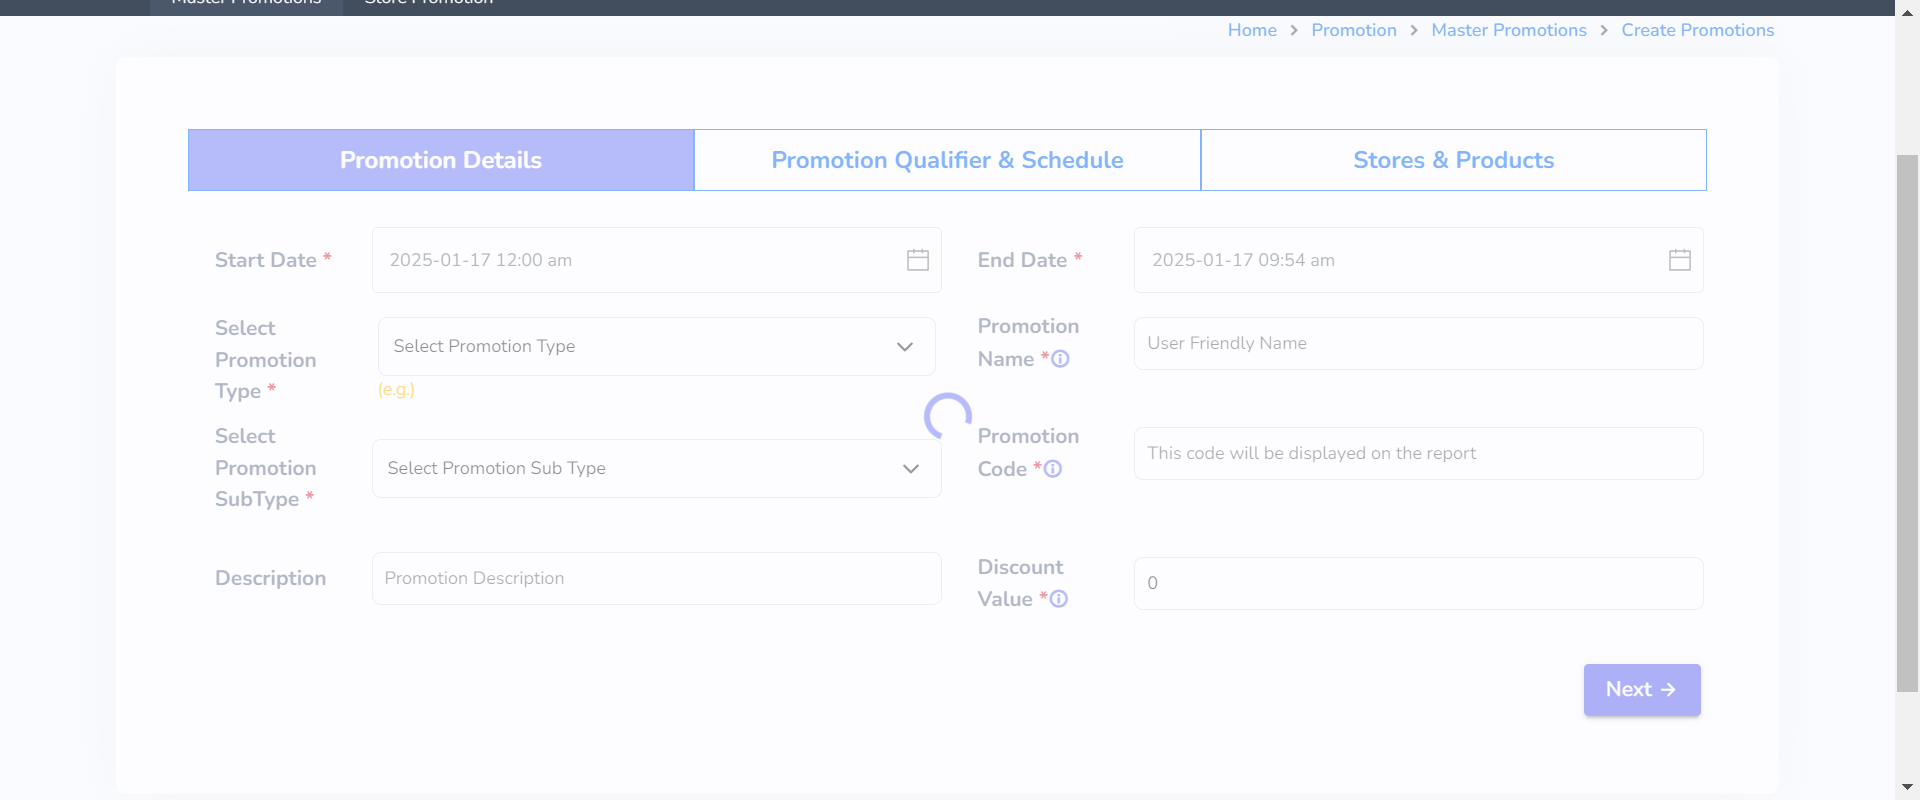 Master Promotions Store Promotion
Home > Promotion > Master Promotions > Create Promotions
Promotion Details
Promotion Qualifier & Schedule
Stores & Products
Start Date *
2025-01-17 12:00 am
End Date *
2025-01-17 09:54 am
Select
Promotion
Type *
Select Promotion Type
(e.g.)
Promotion
Name *
User Friendly Name
Select
Promotion
SubType *
Select Promotion Sub Type
Promotion
Code *
This code will be displayed on the report
Description
Promotion Description
Discount
Value *
0
Next →